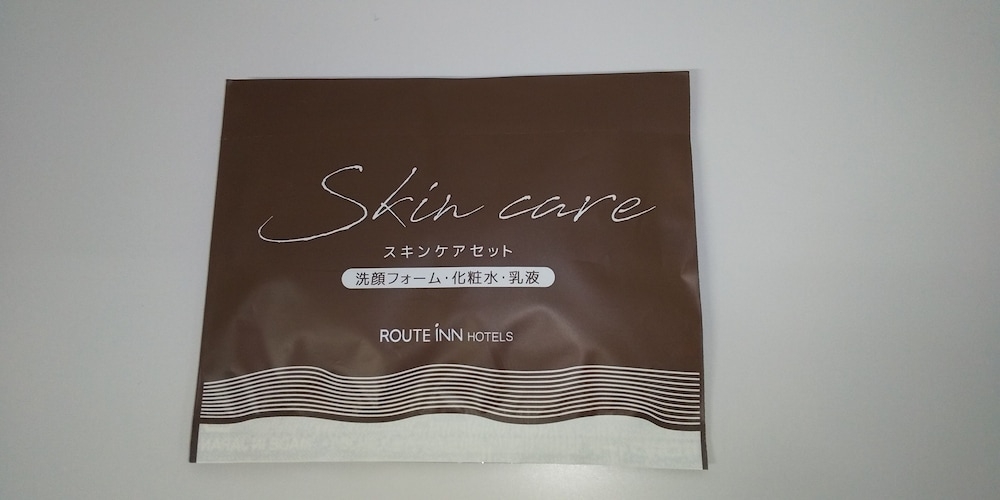 Skin care
スキンケアセット
洗顔フォーム・化粧水・乳液
ROUTE INN HOTELS